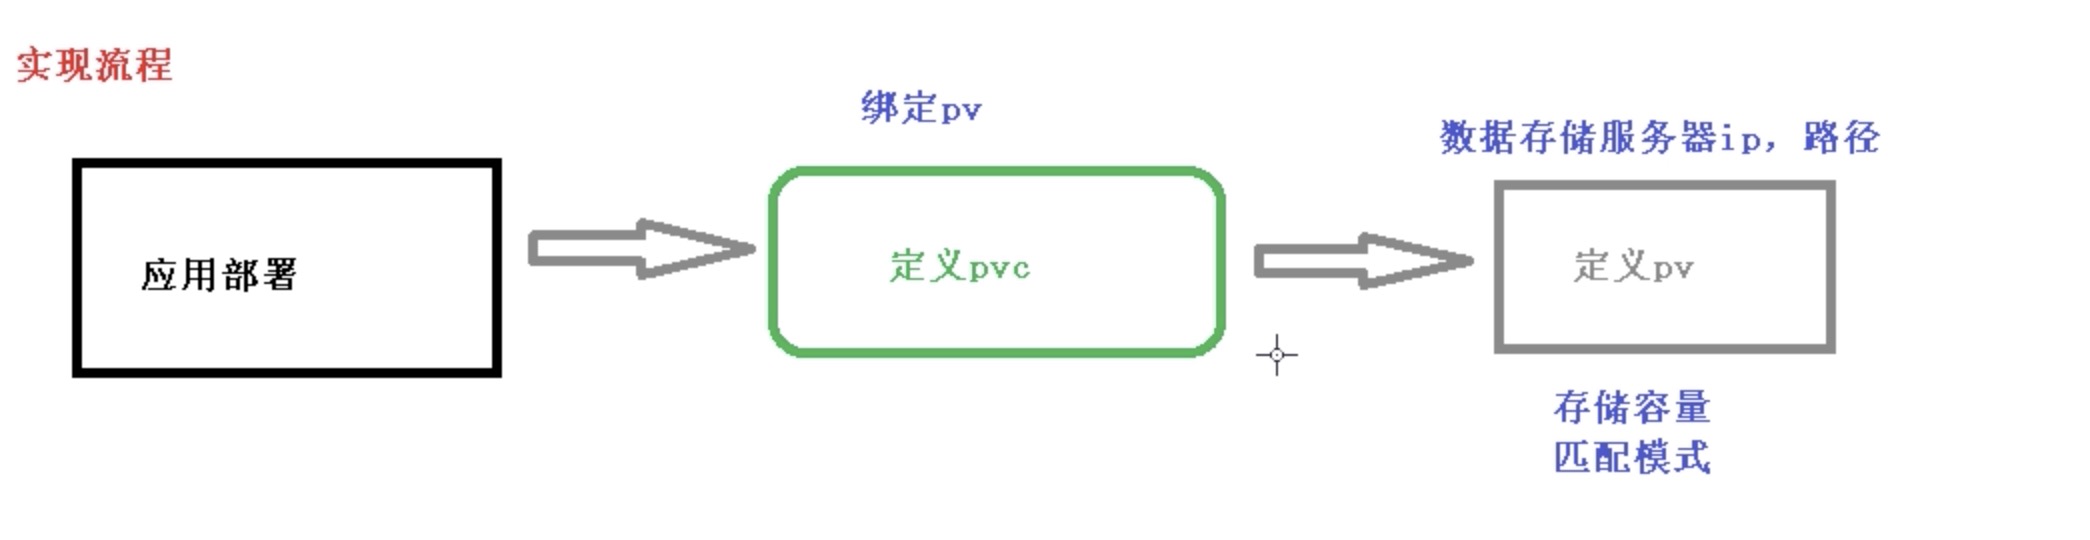 实现流程
绑定pv
数据存储服务器ip，路径
应用部署
定义pvc
定义pv
存储容量
匹配模式